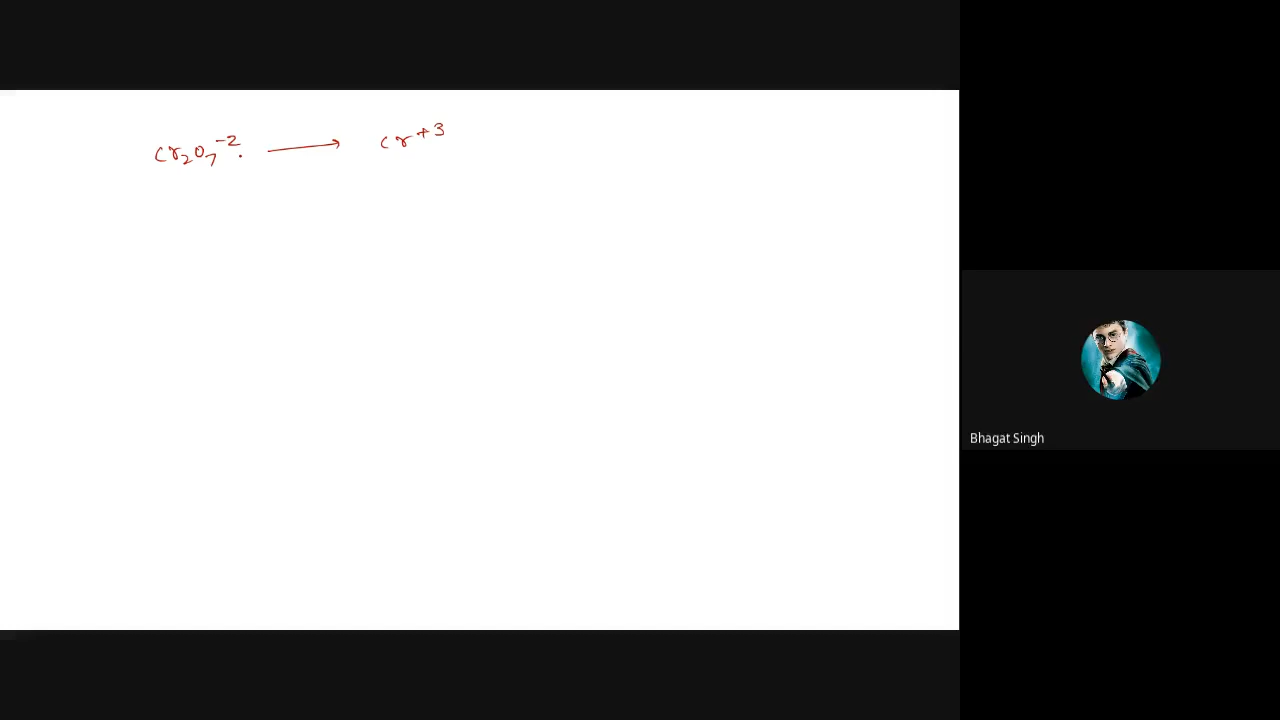 Cr₂O₇⁻² ⟶ Cr⁺³
Bhagat Singh